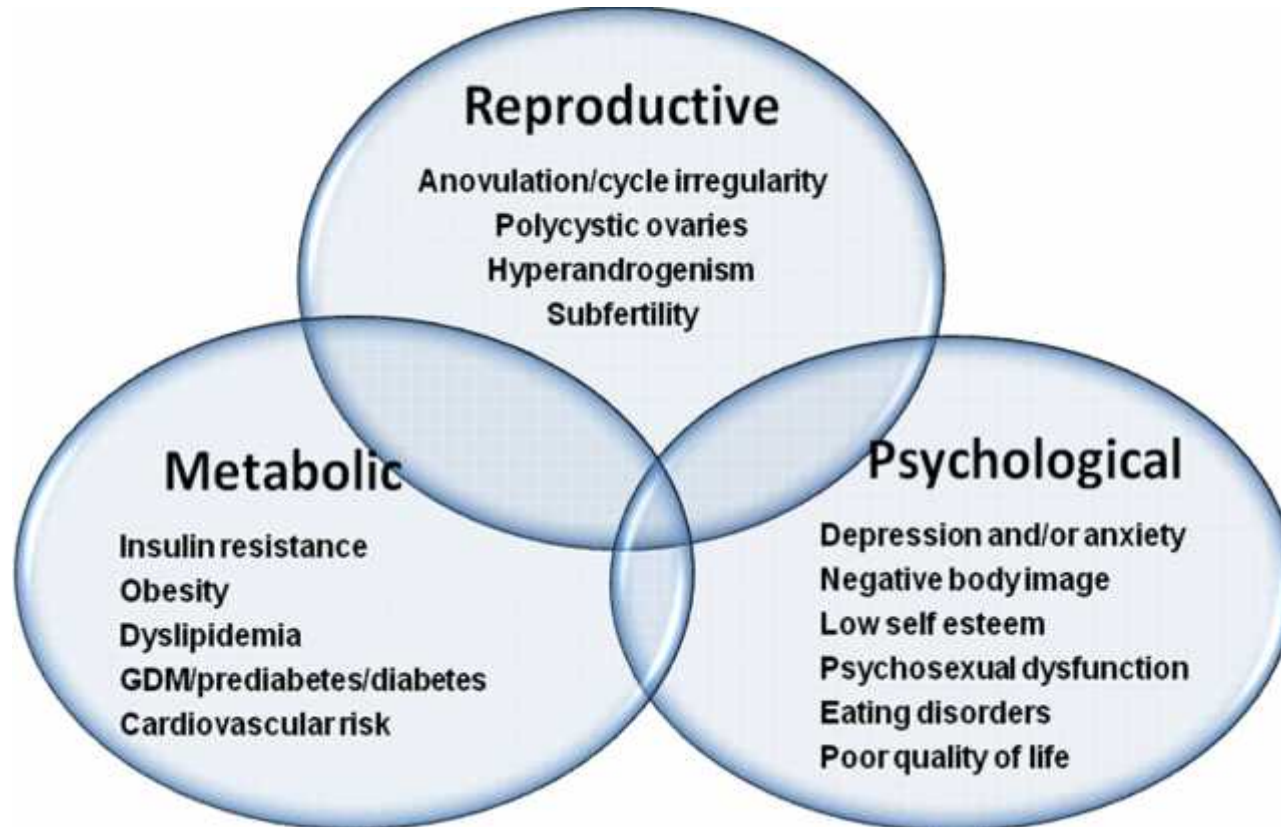 Reproductive
Anovulation/cycle irregularity
Polycystic ovaries
Hyperandrogenism
Subfertility
Metabolic
Insulin resistance
Obesity
Dyslipidemia
GDM/prediabetes/diabetes
Cardiovascular risk
Psychological
Depression and/or anxiety
Negative body image
Low self esteem
Psychosexual dysfunction
Eating disorders
Poor quality of life